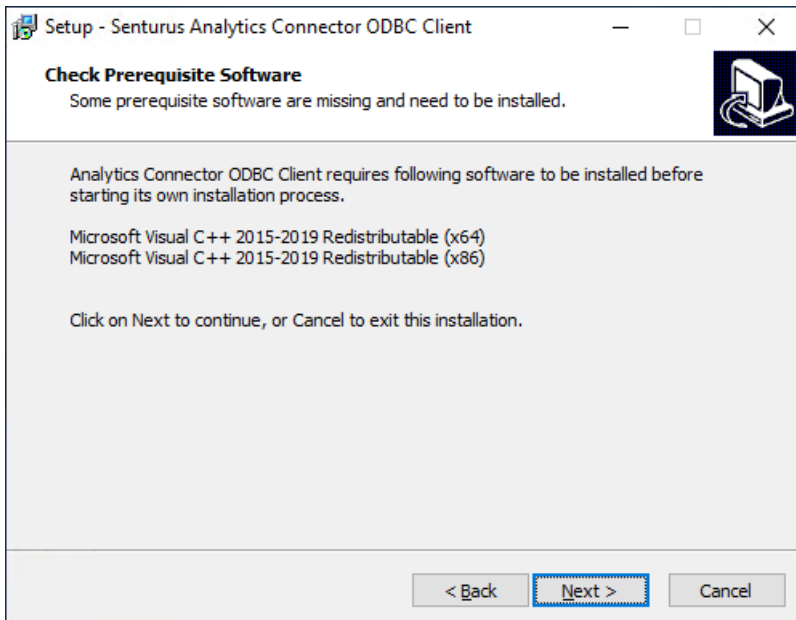 Setup - Senturus Analytics Connector ODBC Client
Check Prerequisite Software
Some prerequisite software are missing and need to be installed.
Analytics Connector ODBC Client requires following software to be installed before
starting its own installation process.
Microsoft Visual C++ 2015-2019 Redistributable (x64)
Microsoft Visual C++ 2015-2019 Redistributable (x86)
Click on Next to continue, or Cancel to exit this installation.
< Back Next > Cancel